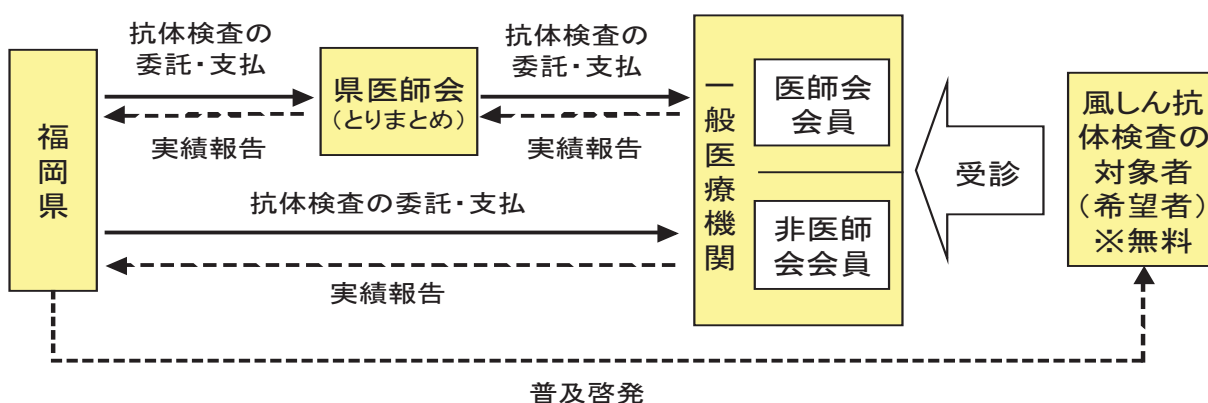 福岡県
抗体検査の
委託・支払
実績報告
県医師会
(とりまとめ)
抗体検査の
委託・支払
実績報告
抗体検査の委託・支払
実績報告
一般医療機関
医師会
会員
非医師
会会員
受診
風しん抗
体検査の
対象者
(希望者)
※無料
普及啓発